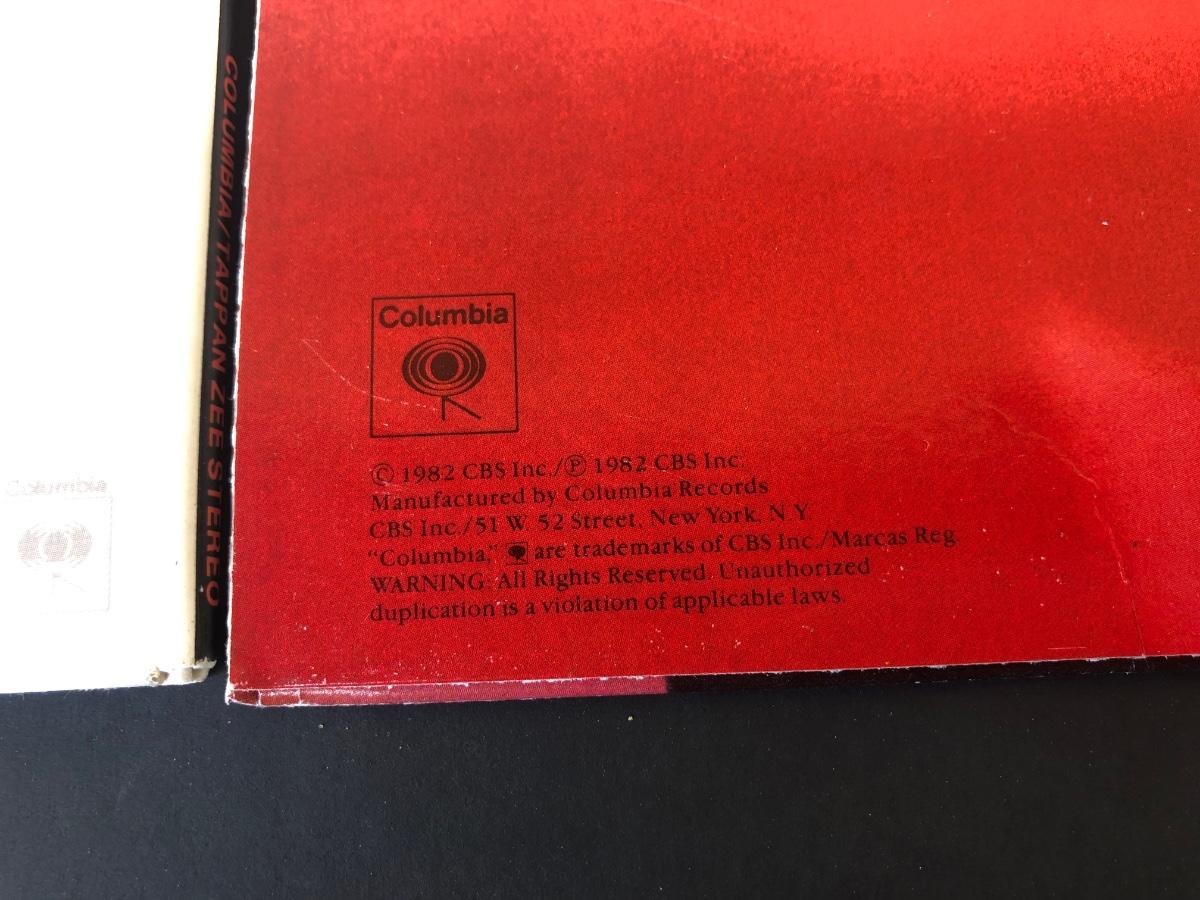 COLUMBIA/TAPPAN ZEE STEREO
Columbia
Columbia
© 1982 CBS Inc./℗ 1982 CBS Inc.
Manufactured by Columbia Records
CBS Inc./51 W. 52 Street, New York, N.Y.
“Columbia,” are trademarks of CBS Inc./Marcas Reg.
WARNING: All Rights Reserved. Unauthorized
duplication is a violation of applicable laws.